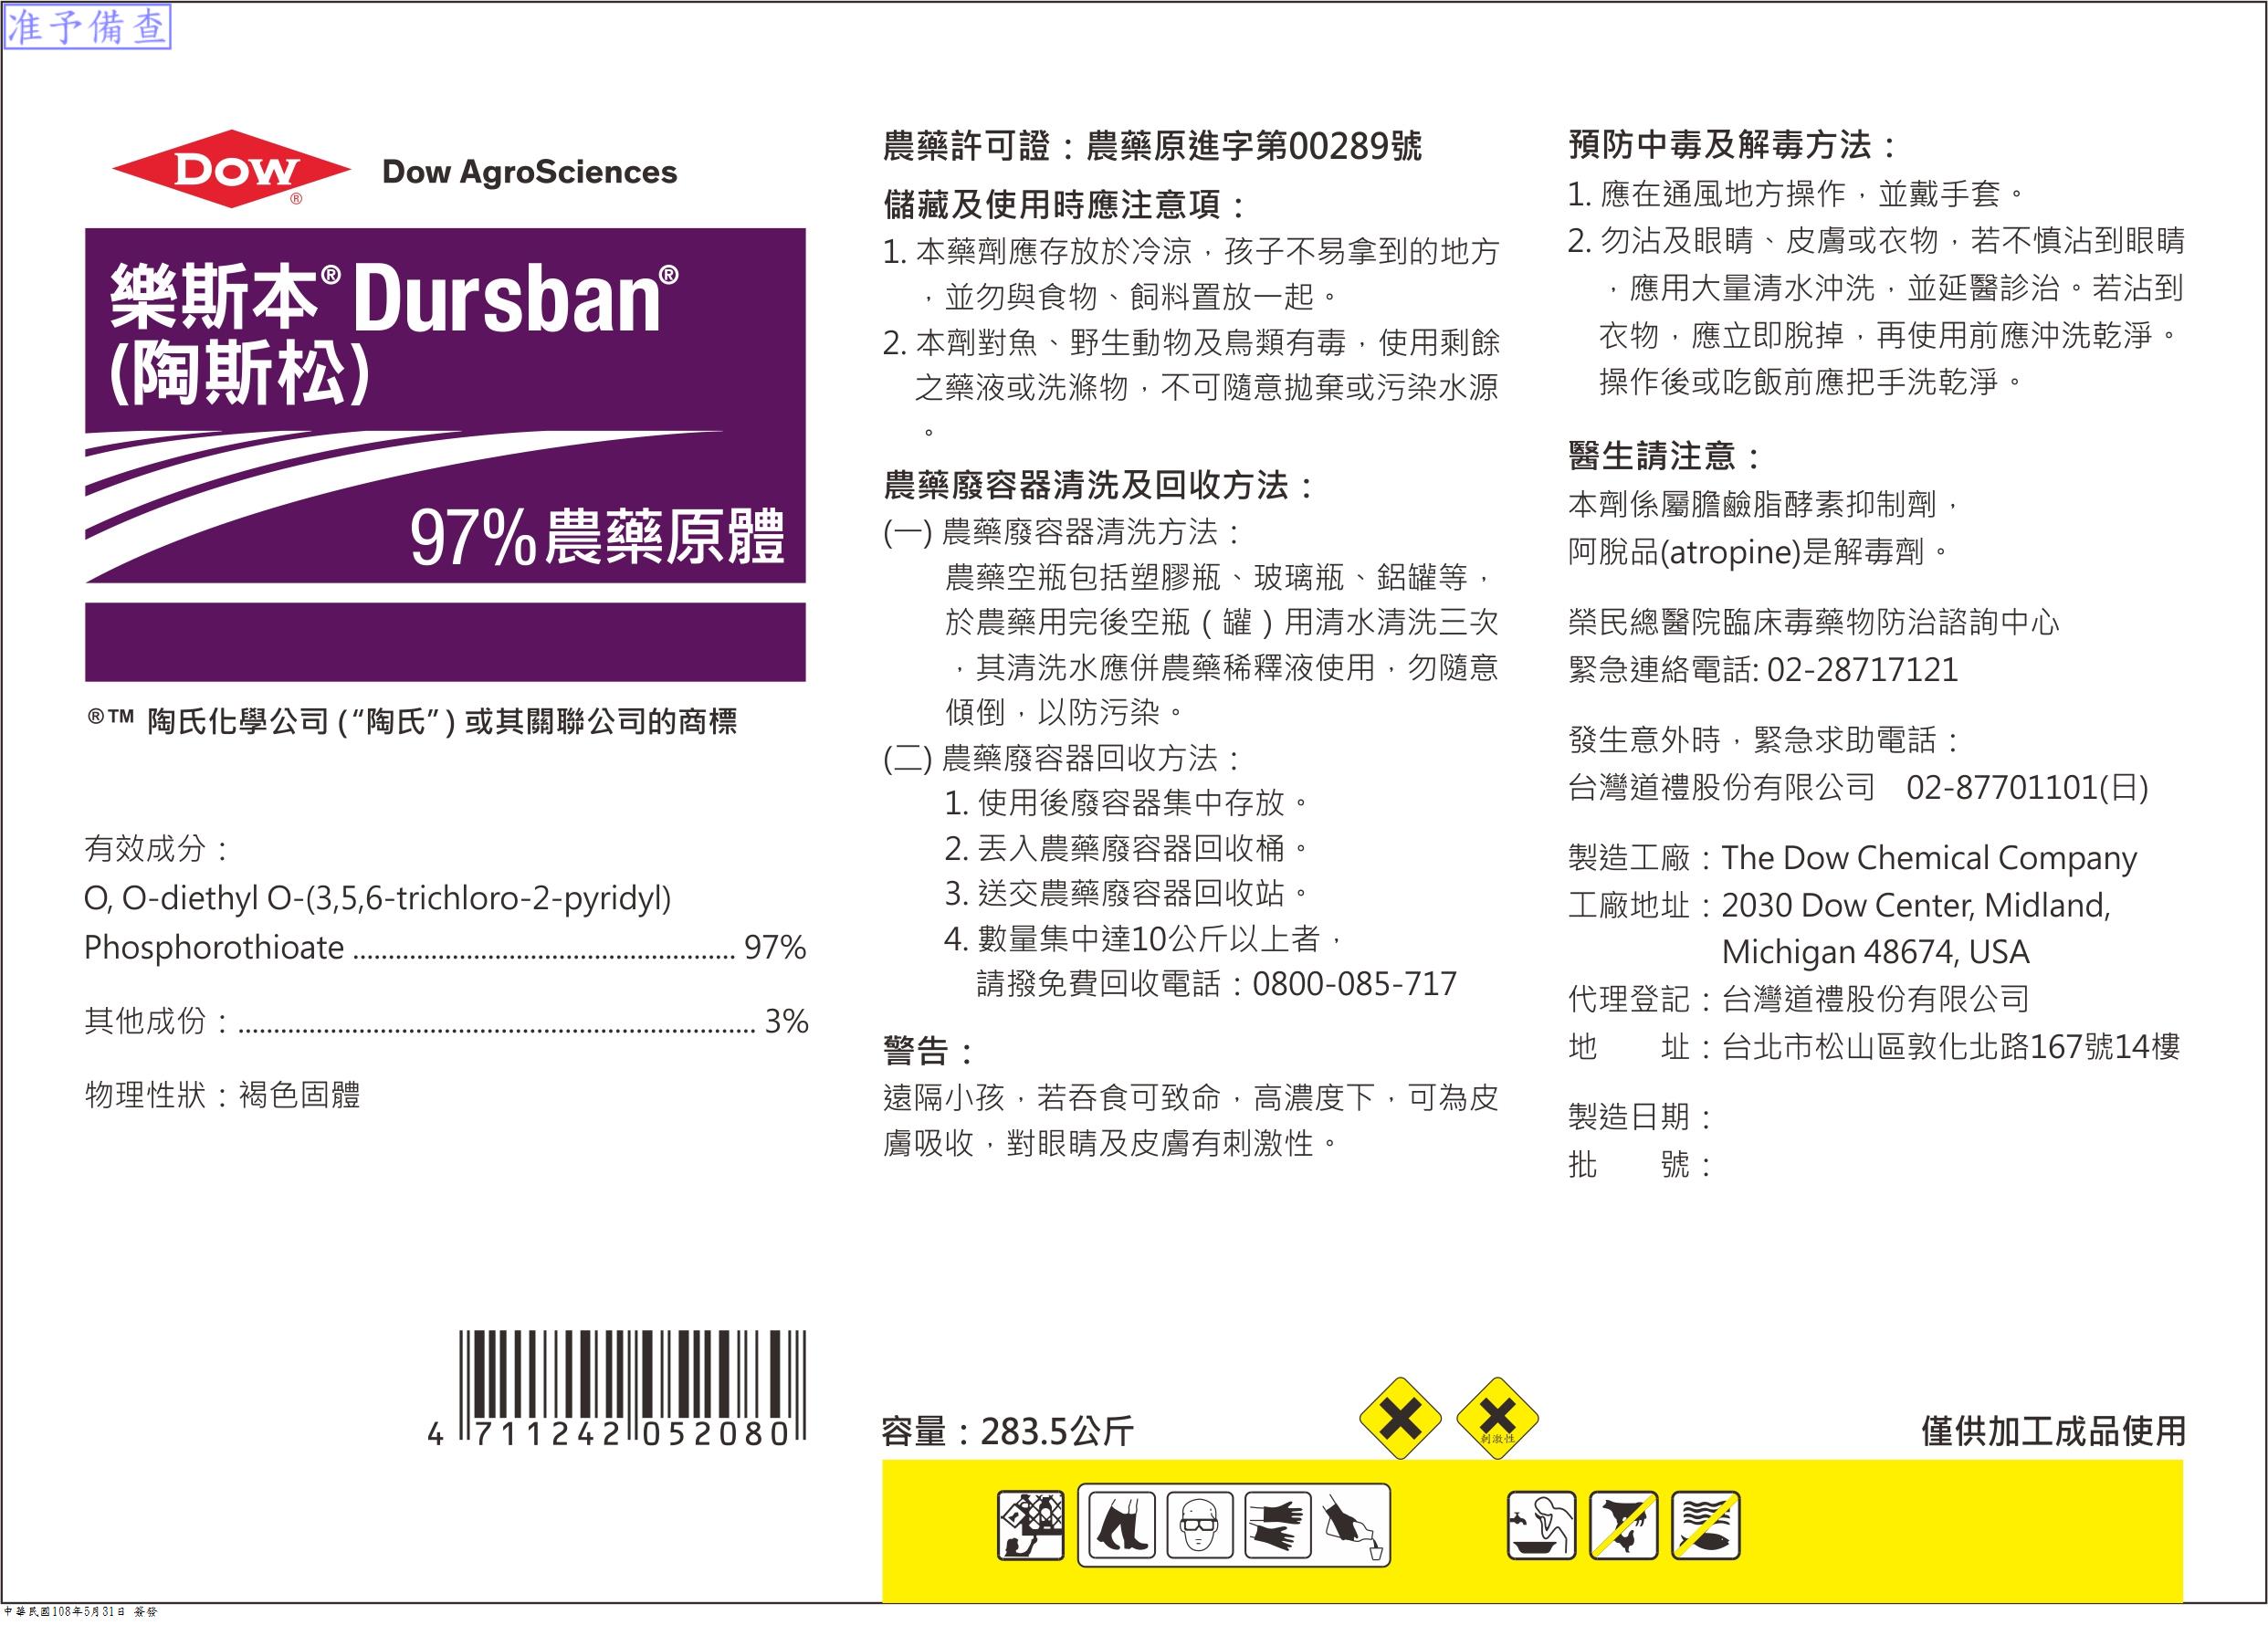 准予備查
Dow
®
Dow AgroSciences
樂斯本® Dursban®
(陶斯松)
97%農藥原體
®™ 陶氏化學公司 (“陶氏” ) 或其關聯公司的商標
有效成分：
O, O-diethyl O-(3,5,6-trichloro-2-pyridyl)
Phosphorothioate ...................................................... 97%
其他成份：......................................................................... 3%
物理性狀：褐色固體
4 711242 052080
農藥許可證：農藥原進字第00289號
儲藏及使用時應注意項：
1. 本藥劑應存放於冷涼，孩子不易拿到的地方
，並勿與食物、飼料置放一起。
2. 本劑對魚、野生動物及鳥類有毒，使用剩餘
之藥液或洗滌物，不可隨意拋棄或污染水源
。
農藥廢容器清洗及回收方法：
(一) 農藥廢容器清洗方法：
農藥空瓶包括塑膠瓶、玻璃瓶、鋁罐等，
於農藥用完後空瓶（罐）用清水清洗三次
，其清洗水應併農藥稀釋液使用，勿隨意
傾倒，以防污染。
(二) 農藥廢容器回收方法：
1. 使用後廢容器集中存放。
2. 丟入農藥廢容器回收桶。
3. 送交農藥廢容器回收站。
4. 數量集中達10公斤以上者，
請撥免費回收電話：0800-085-717
警告：
遠隔小孩，若吞食可致命，高濃度下，可為皮
膚吸收，對眼睛及皮膚有刺激性。
容量：283.5公斤
刺激性
預防中毒及解毒方法：
1. 應在通風地方操作，並戴手套。
2. 勿沾及眼睛、皮膚或衣物，若不慎沾到眼睛
，應用大量清水沖洗，並延醫診治。若沾到
衣物，應立即脫掉，再使用前應沖洗乾淨。
操作後或吃飯前應把手洗乾淨。
醫生請注意：
本劑係屬膽鹼脂酵素抑制劑，
阿脫品(atropine)是解毒劑。
榮民總醫院臨床毒藥物防治諮詢中心
緊急連絡電話: 02-28717121
發生意外時，緊急求助電話：
台灣道禮股份有限公司　02-87701101(日)
製造工廠：The Dow Chemical Company
工廠地址：2030 Dow Center, Midland,
Michigan 48674, USA
代理登記：台灣道禮股份有限公司
地　　址：台北市松山區敦化北路167號14樓
製造日期：
批　　號：
僅供加工成品使用
中華民國108年5月31日 簽發